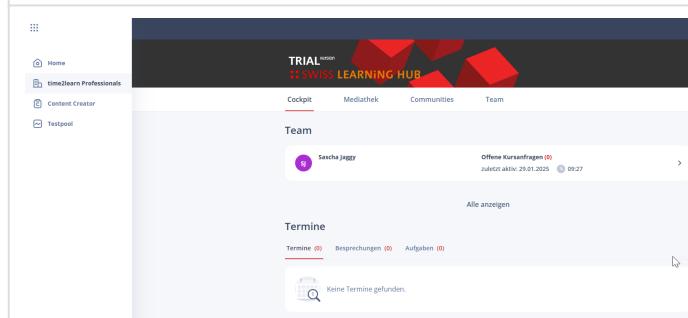 Home
time2learn Professionals
Content Creator
Testpool
TRIAL version
SWISS LEARNING HUB
Cockpit Mediathek Communities Team
Team
SJ Sascha Jaggy Offene Kursanfragen (0)
zuletzt aktiv: 29.01.2025 09:27
Alle anzeigen
Termine
Termine (0) Besprechungen (0) Aufgaben (0)
Keine Termine gefunden.